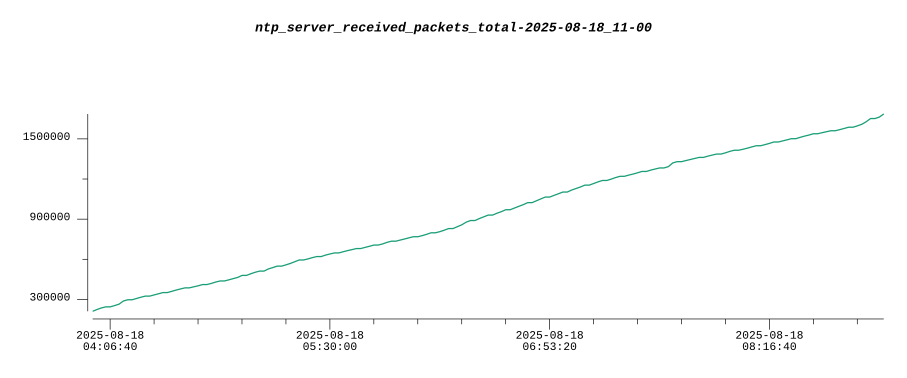 ntp_server_received_packets_total-2025-08-18_11-00
1500000
900000
300000
2025-08-18 2025-08-18 2025-08-18 2025-08-18
04:06:40 05:30:00 06:53:20 08:16:40